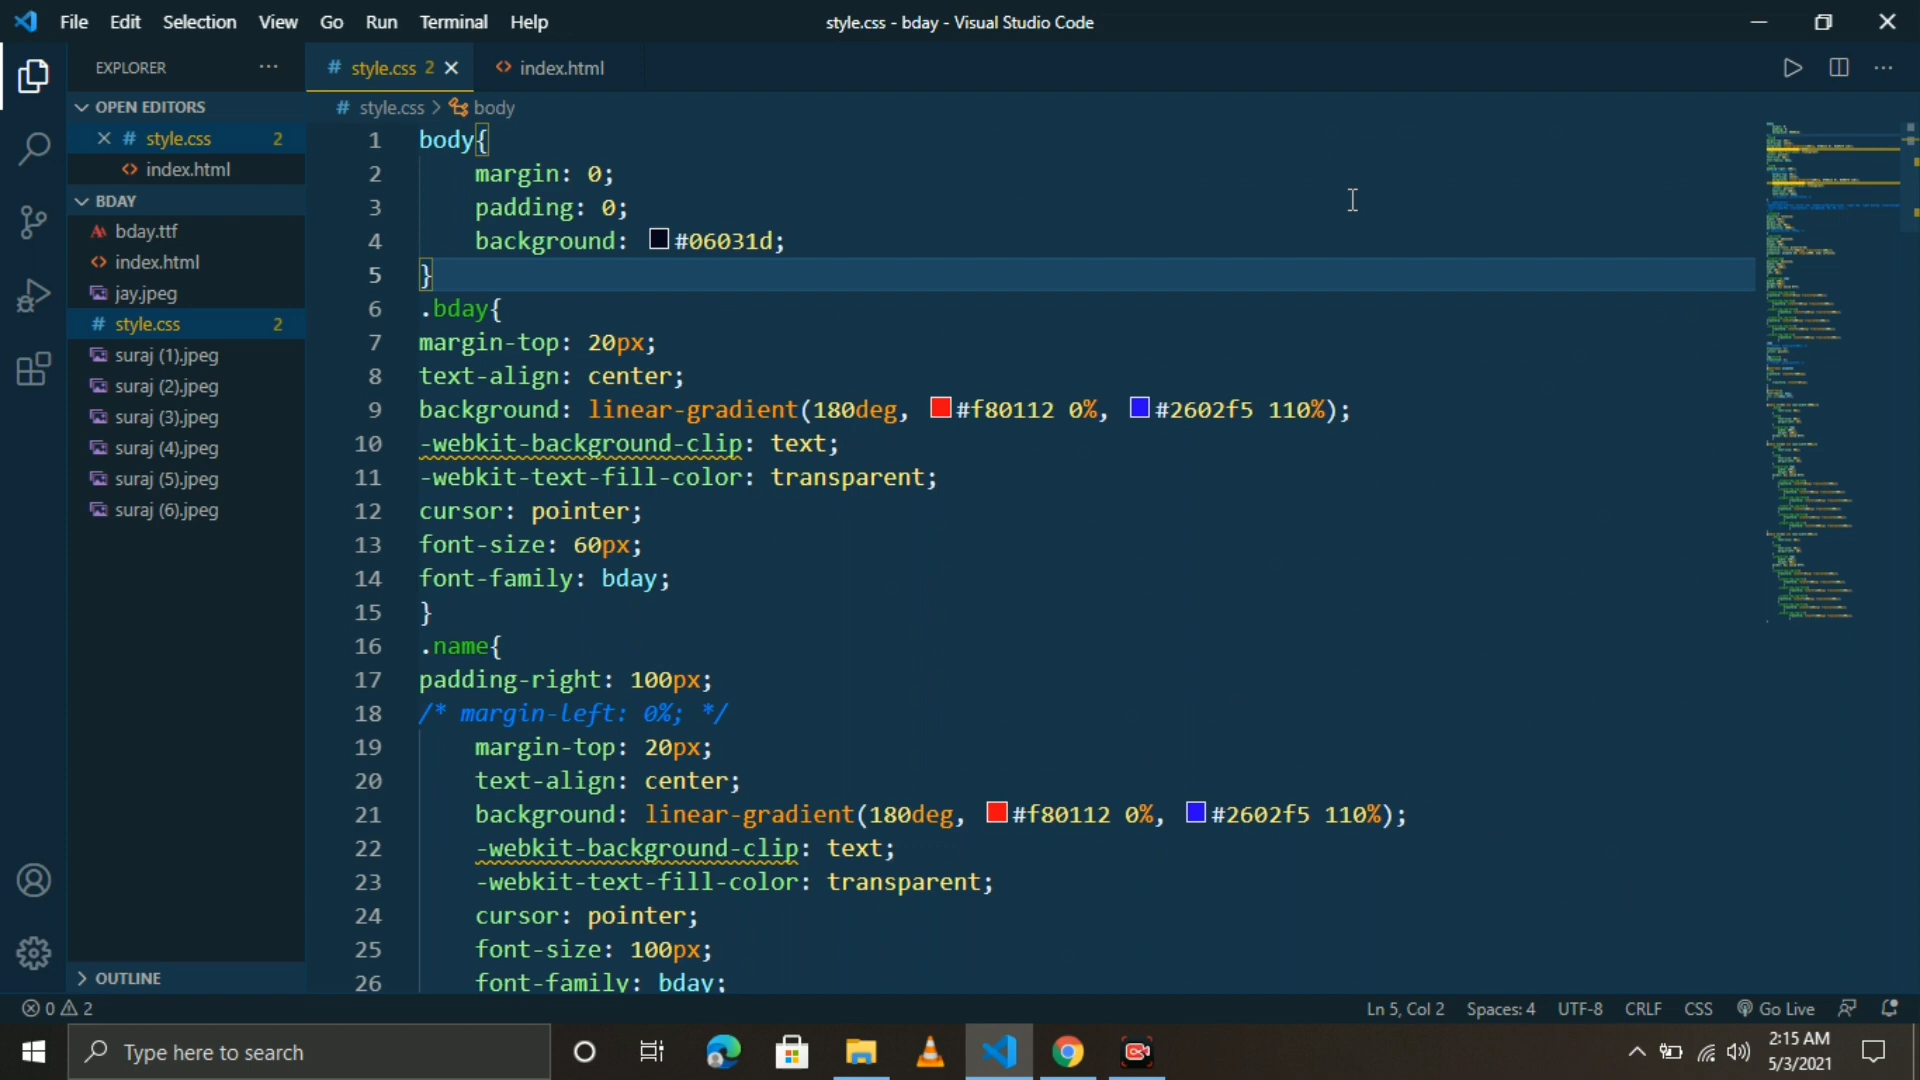 File Edit Selection View Go Run Terminal Help
style.css - bday - Visual Studio Code
EXPLORER
style.css 2
index.html
OPEN EDITORS
style.css 2
index.html
BDAY
bday.ttf
index.html
jay.jpeg
style.css 2
suraj (1).jpeg
suraj (2).jpeg
suraj (3).jpeg
suraj (4).jpeg
suraj (5).jpeg
suraj (6).jpeg
OUTLINE
# style.css > body
1 body{
2 margin: 0;
3 padding: 0;
4 background: #06031d;
5 }
6 .bday{
7 margin-top: 20px;
8 text-align: center;
9 background: linear-gradient(180deg, #f80112 0%, #2602f5 110%);
10 -webkit-background-clip: text;
11 -webkit-text-fill-color: transparent;
12 cursor: pointer;
13 font-size: 60px;
14 font-family: bday;
15 }
16 .name{
17 padding-right: 100px;
18 /* margin-left: 0%; */
19 margin-top: 20px;
20 text-align: center;
21 background: linear-gradient(180deg, #f80112 0%, #2602f5 110%);
22 -webkit-background-clip: text;
23 -webkit-text-fill-color: transparent;
24 cursor: pointer;
25 font-size: 100px;
26 font-family: bday;
0 2
Ln 5, Col 2 Spaces: 4 UTF-8 CRLF CSS Go Live
Type here to search
2:15 AM
5/3/2021